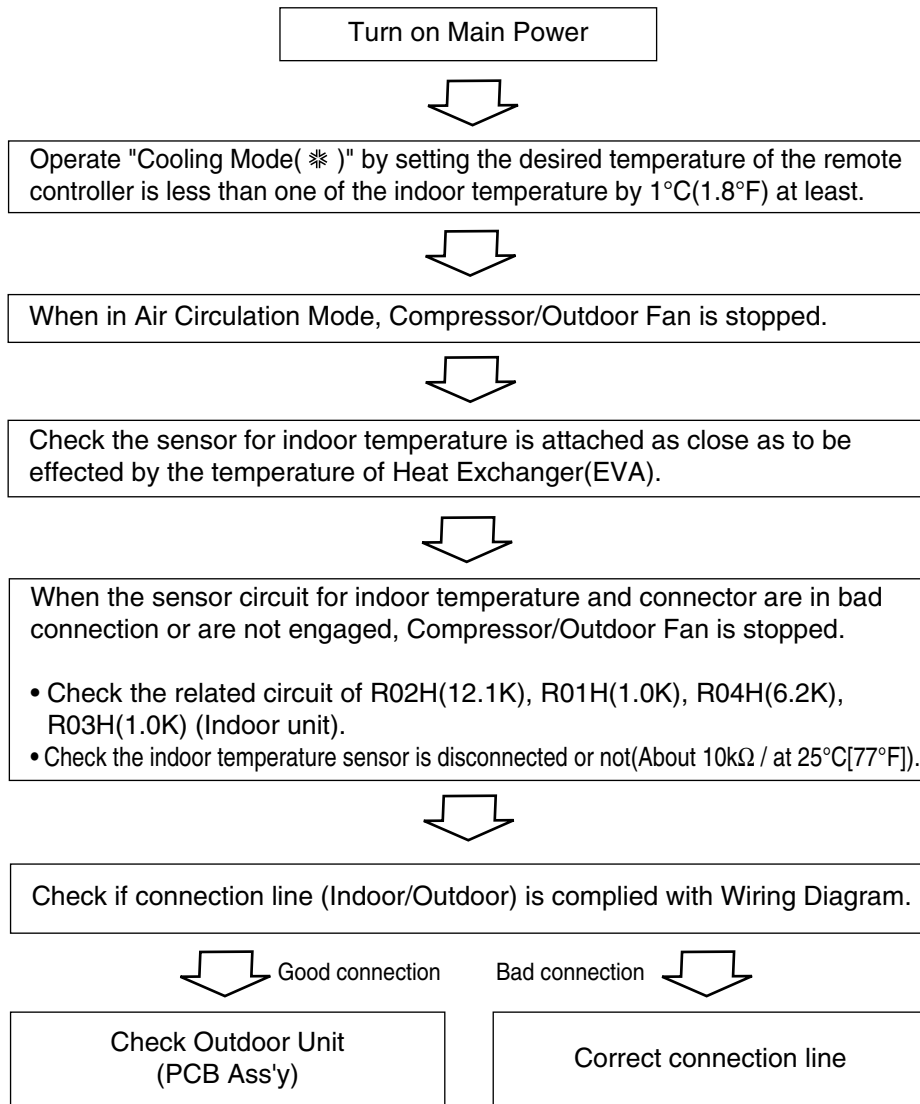 Turn on Main Power
Operate "Cooling Mode( ❋ )" by setting the desired temperature of the remote
controller is less than one of the indoor temperature by 1°C(1.8°F) at least.
When in Air Circulation Mode, Compressor/Outdoor Fan is stopped.
Check the sensor for indoor temperature is attached as close as to be
effected by the temperature of Heat Exchanger(EVA).
When the sensor circuit for indoor temperature and connector are in bad
connection or are not engaged, Compressor/Outdoor Fan is stopped.
• Check the related circuit of R02H(12.1K), R01H(1.0K), R04H(6.2K),
R03H(1.0K) (Indoor unit).
• Check the indoor temperature sensor is disconnected or not(About 10kΩ / at 25°C[77°F]).
Check if connection line (Indoor/Outdoor) is complied with Wiring Diagram.
Good connection
Bad connection
Check Outdoor Unit
(PCB Ass'y)
Correct connection line